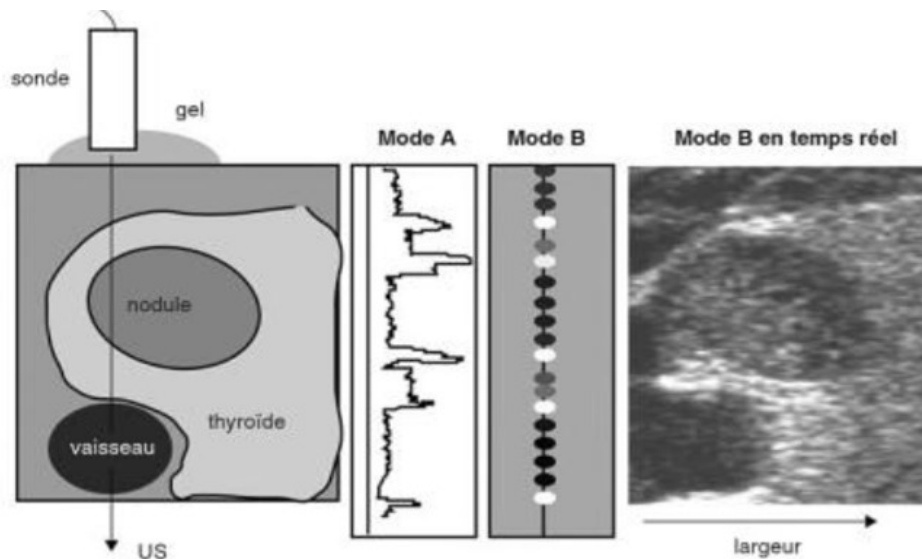 sonde
gel
Mode A
Mode B
Mode B en temps réel
nodule
thyroïde
vaisseau
US
largeur